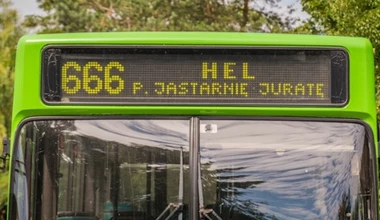 666 HEL
P. JASTARNIĘ JURATĘ